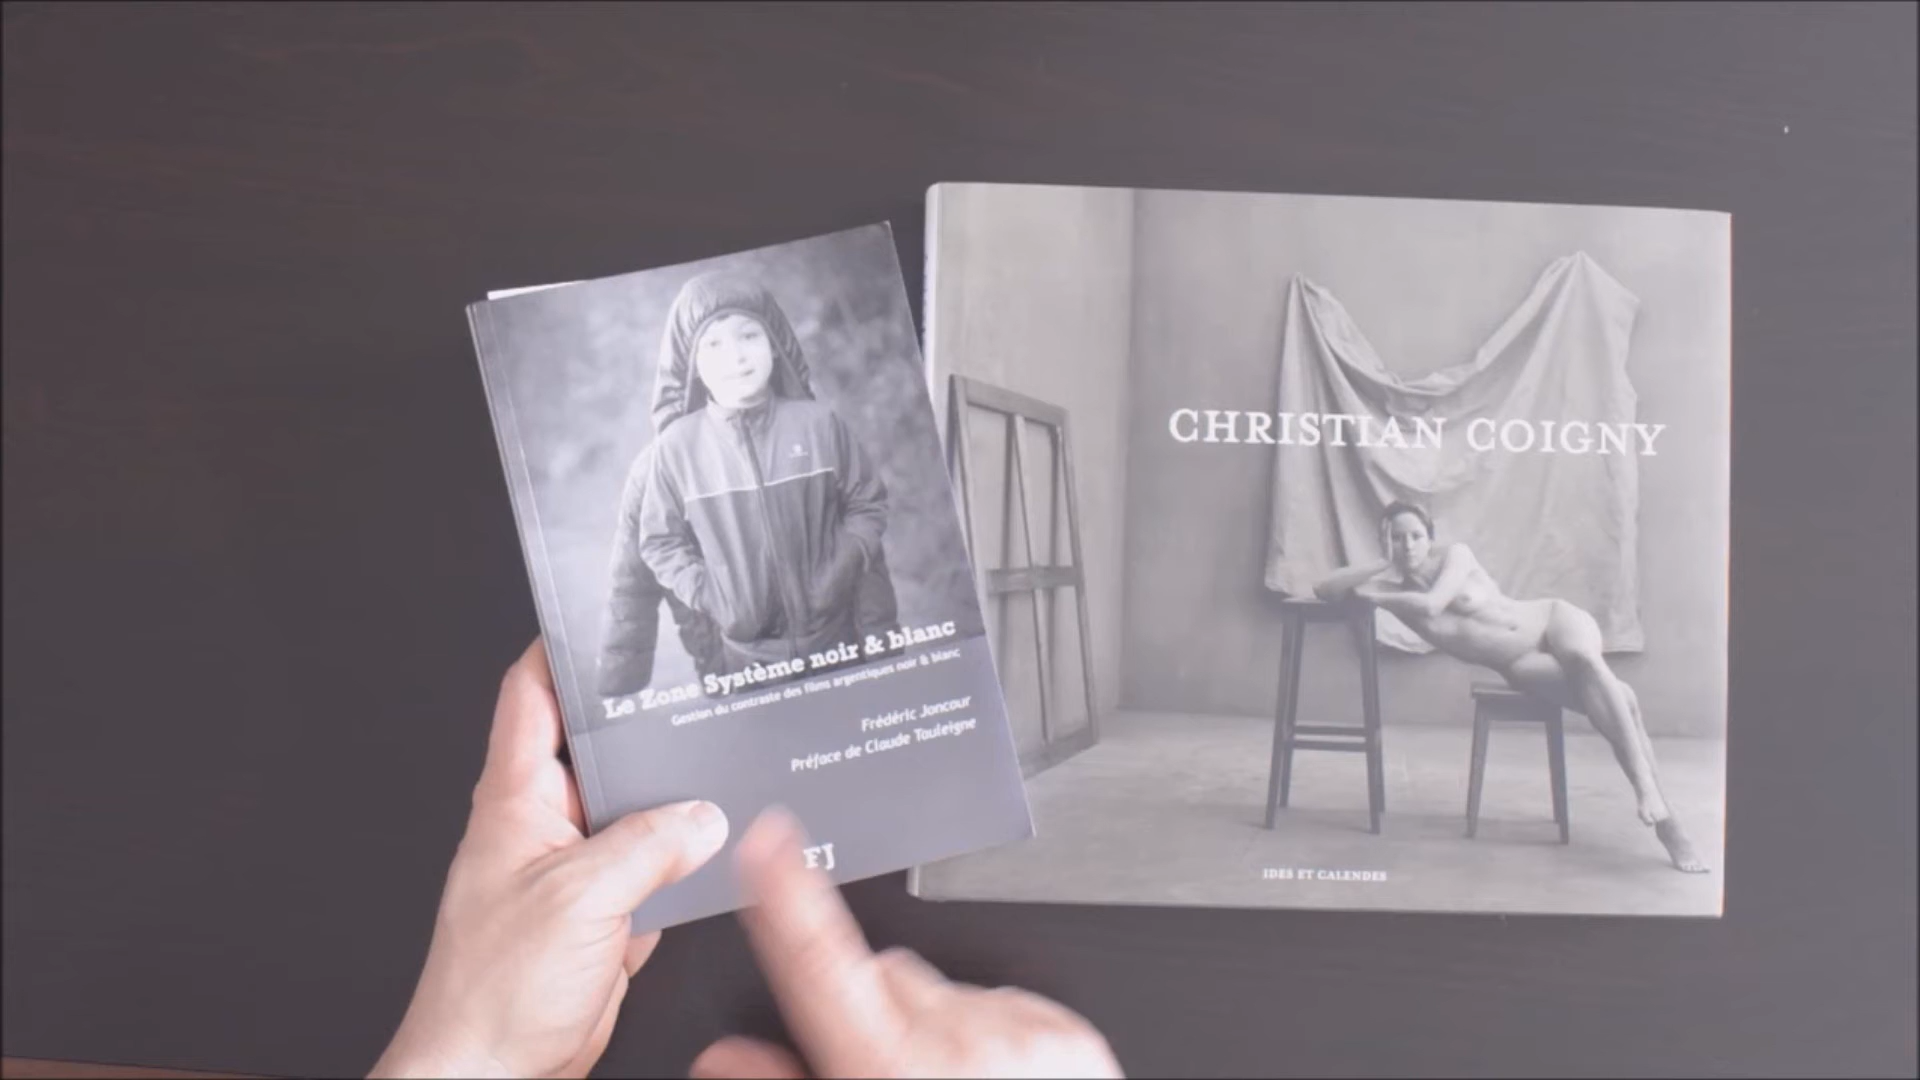 Le Zone Système noir & blanc
Gestion du contraste des films argentiques noir & blanc
Frédéric Joncour
Préface de Claude Touleigne
FJ
CHRISTIAN COIGNY
IDES ET CALENDES